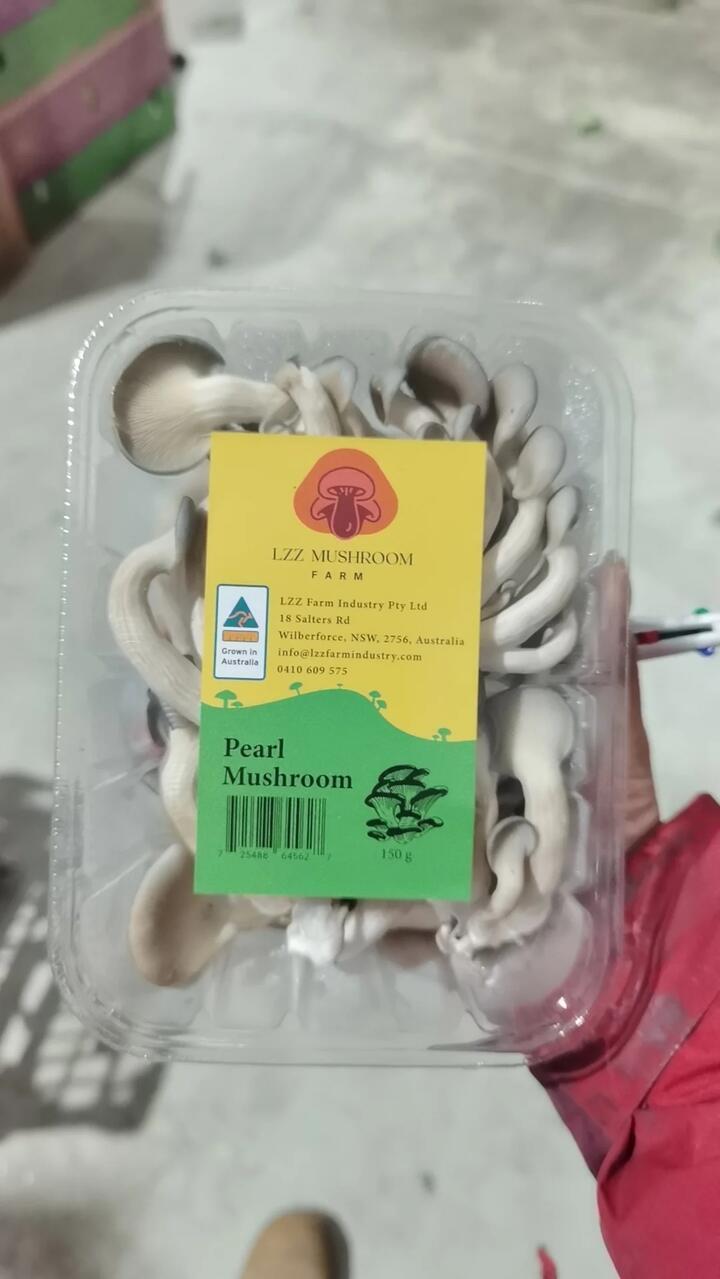 LZZ MUSHROOM
FARM
LZZ Farm Industry Pty Ltd
18 Salters Rd
Wilberforce, NSW, 2756, Australia
info@lzzfarmindustry.com
0410 609 575
Grown in
Australia
Pearl
Mushroom
7 25488 64562 7
150 g